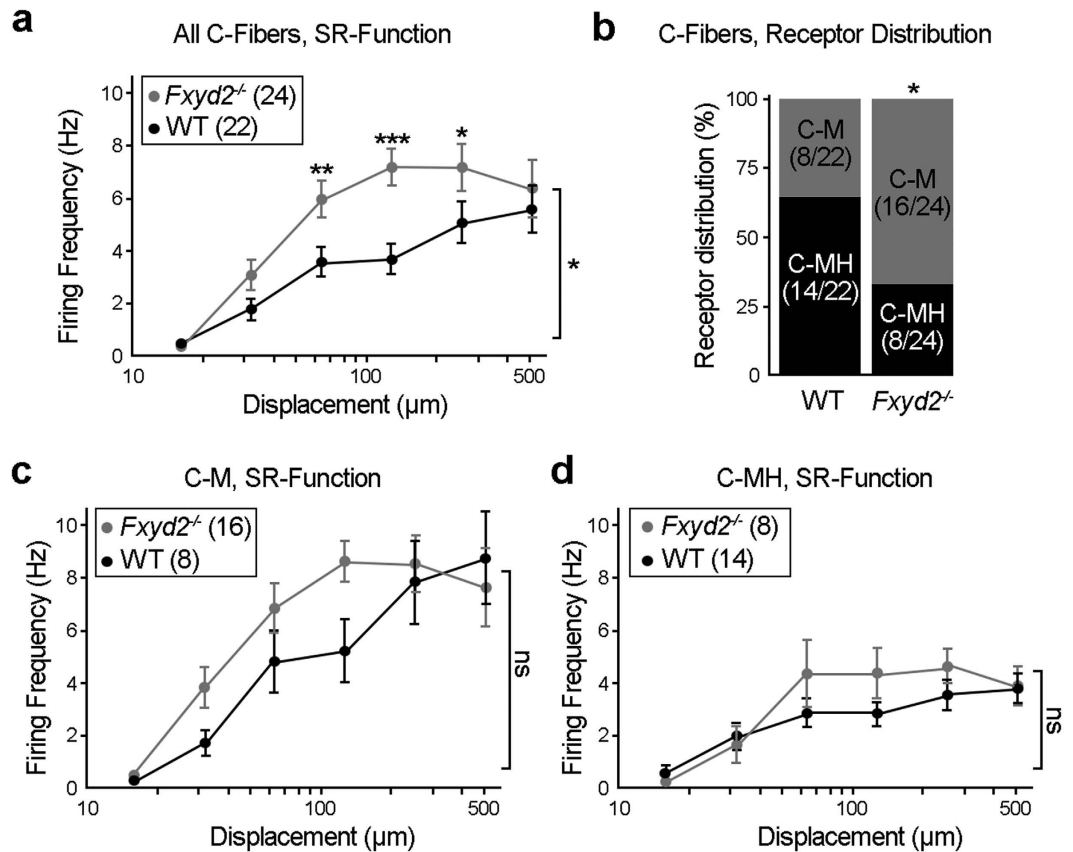 a
All C-Fibers, SR-Function
Fxyd2-/- (24)
WT (22)
**
***
*
*
10
8
6
4
2
0
Firing Frequency (Hz)
10
100
500
Displacement (µm)
b
C-Fibers, Receptor Distribution
*
100
75
50
25
0
Receptor distribution (%)
C-M
(8/22)
C-MH
(14/22)
C-M
(16/24)
C-MH
(8/24)
WT
Fxyd2-/-
c
C-M, SR-Function
Fxyd2-/- (16)
WT (8)
10
8
6
4
2
0
Firing Frequency (Hz)
ns
10
100
500
Displacement (µm)
d
C-MH, SR-Function
Fxyd2-/- (8)
WT (14)
10
8
6
4
2
0
Firing Frequency (Hz)
ns
10
100
500
Displacement (µm)